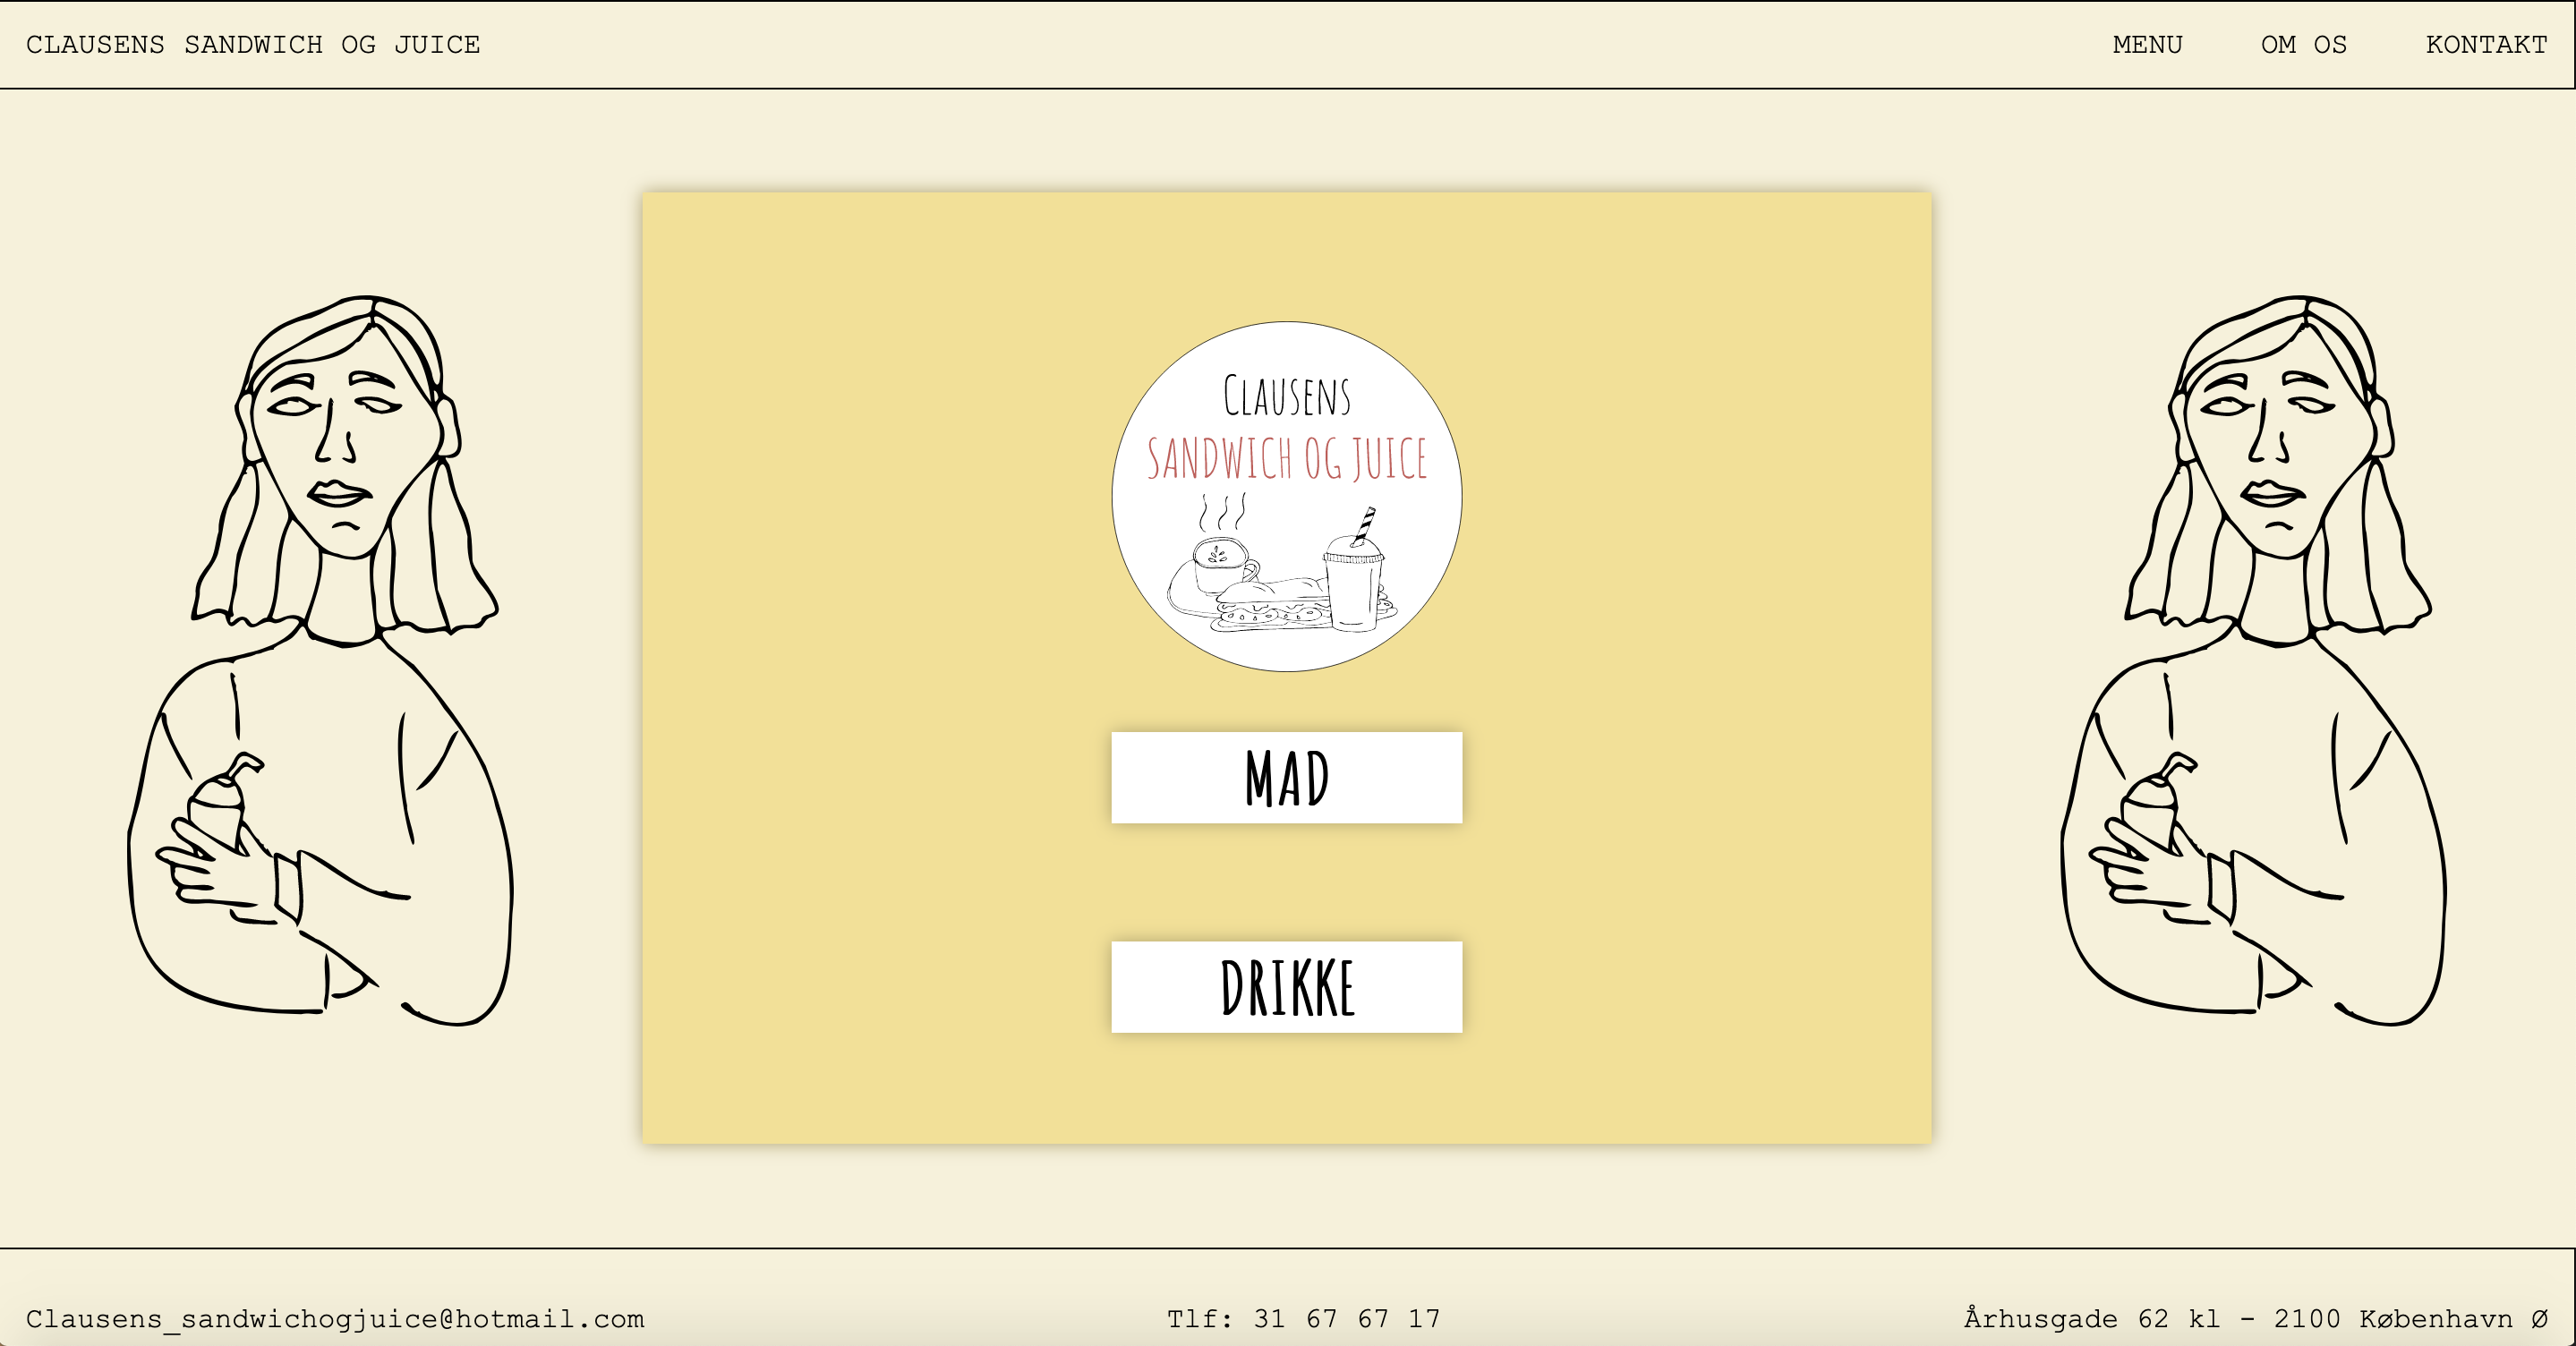 CLAUSENS SANDWICH OG JUICE
MENU OM OS KONTAKT
CLAUSENS
SANDWICH OG JUICE
MAD
DRIKKE
Clausens_sandwichogjuice@hotmail.com
Tlf: 31 67 67 17
Århusgade 62 kl - 2100 København Ø